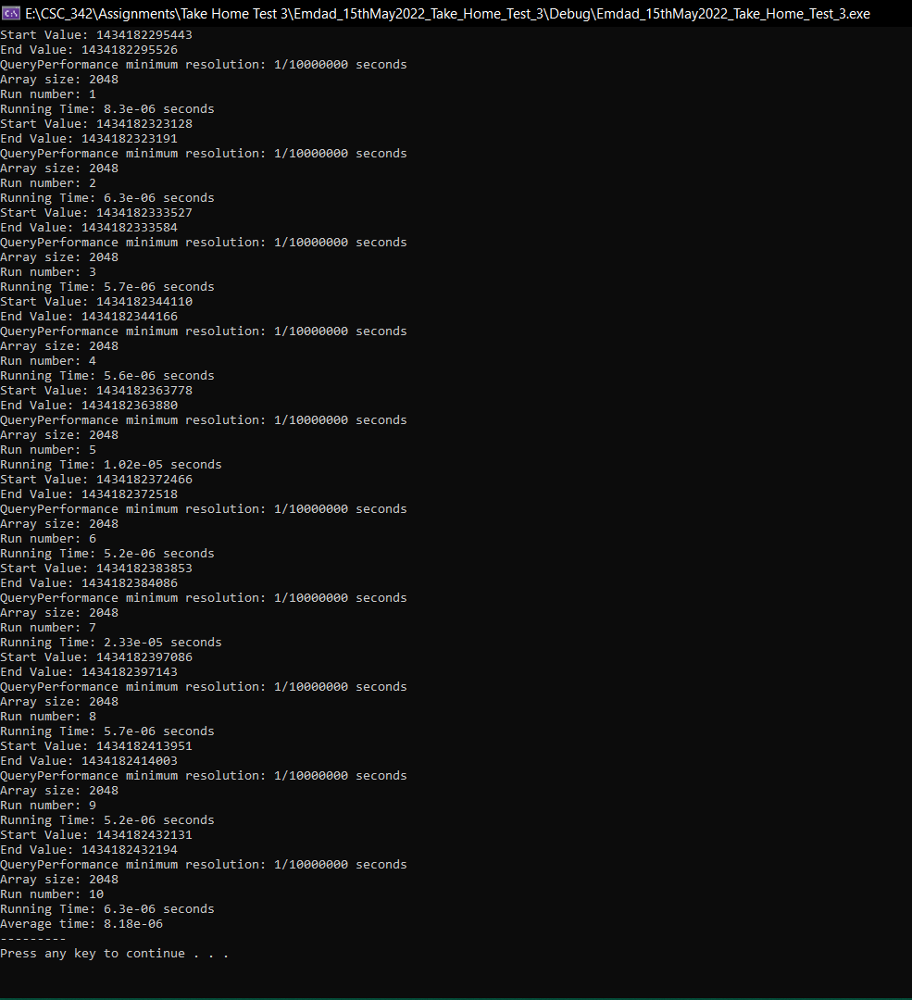 E:\CSC_342\Assignments\Take Home Test 3\Emdad_15thMay2022_Take_Home_Test_3\Debug\Emdad_15thMay2022_Take_Home_Test_3.exe
Start Value: 1434182295443
End Value: 1434182295526
QueryPerformance minimum resolution: 1/10000000 seconds
Array size: 2048
Run number: 1
Running Time: 8.3e-06 seconds
Start Value: 1434182323128
End Value: 1434182323191
QueryPerformance minimum resolution: 1/10000000 seconds
Array size: 2048
Run number: 2
Running Time: 6.3e-06 seconds
Start Value: 1434182333527
End Value: 1434182333584
QueryPerformance minimum resolution: 1/10000000 seconds
Array size: 2048
Run number: 3
Running Time: 5.7e-06 seconds
Start Value: 1434182344110
End Value: 1434182344166
QueryPerformance minimum resolution: 1/10000000 seconds
Array size: 2048
Run number: 4
Running Time: 5.6e-06 seconds
Start Value: 1434182363778
End Value: 1434182363880
QueryPerformance minimum resolution: 1/10000000 seconds
Array size: 2048
Run number: 5
Running Time: 1.02e-05 seconds
Start Value: 1434182372466
End Value: 1434182372518
QueryPerformance minimum resolution: 1/10000000 seconds
Array size: 2048
Run number: 6
Running Time: 5.2e-06 seconds
Start Value: 1434182383853
End Value: 1434182384086
QueryPerformance minimum resolution: 1/10000000 seconds
Array size: 2048
Run number: 7
Running Time: 2.33e-05 seconds
Start Value: 1434182397086
End Value: 1434182397143
QueryPerformance minimum resolution: 1/10000000 seconds
Array size: 2048
Run number: 8
Running Time: 5.7e-06 seconds
Start Value: 1434182413951
End Value: 1434182414003
QueryPerformance minimum resolution: 1/10000000 seconds
Array size: 2048
Run number: 9
Running Time: 5.2e-06 seconds
Start Value: 1434182432131
End Value: 1434182432194
QueryPerformance minimum resolution: 1/10000000 seconds
Array size: 2048
Run number: 10
Running Time: 6.3e-06 seconds
Average time: 8.18e-06
---------
Press any key to continue . . .